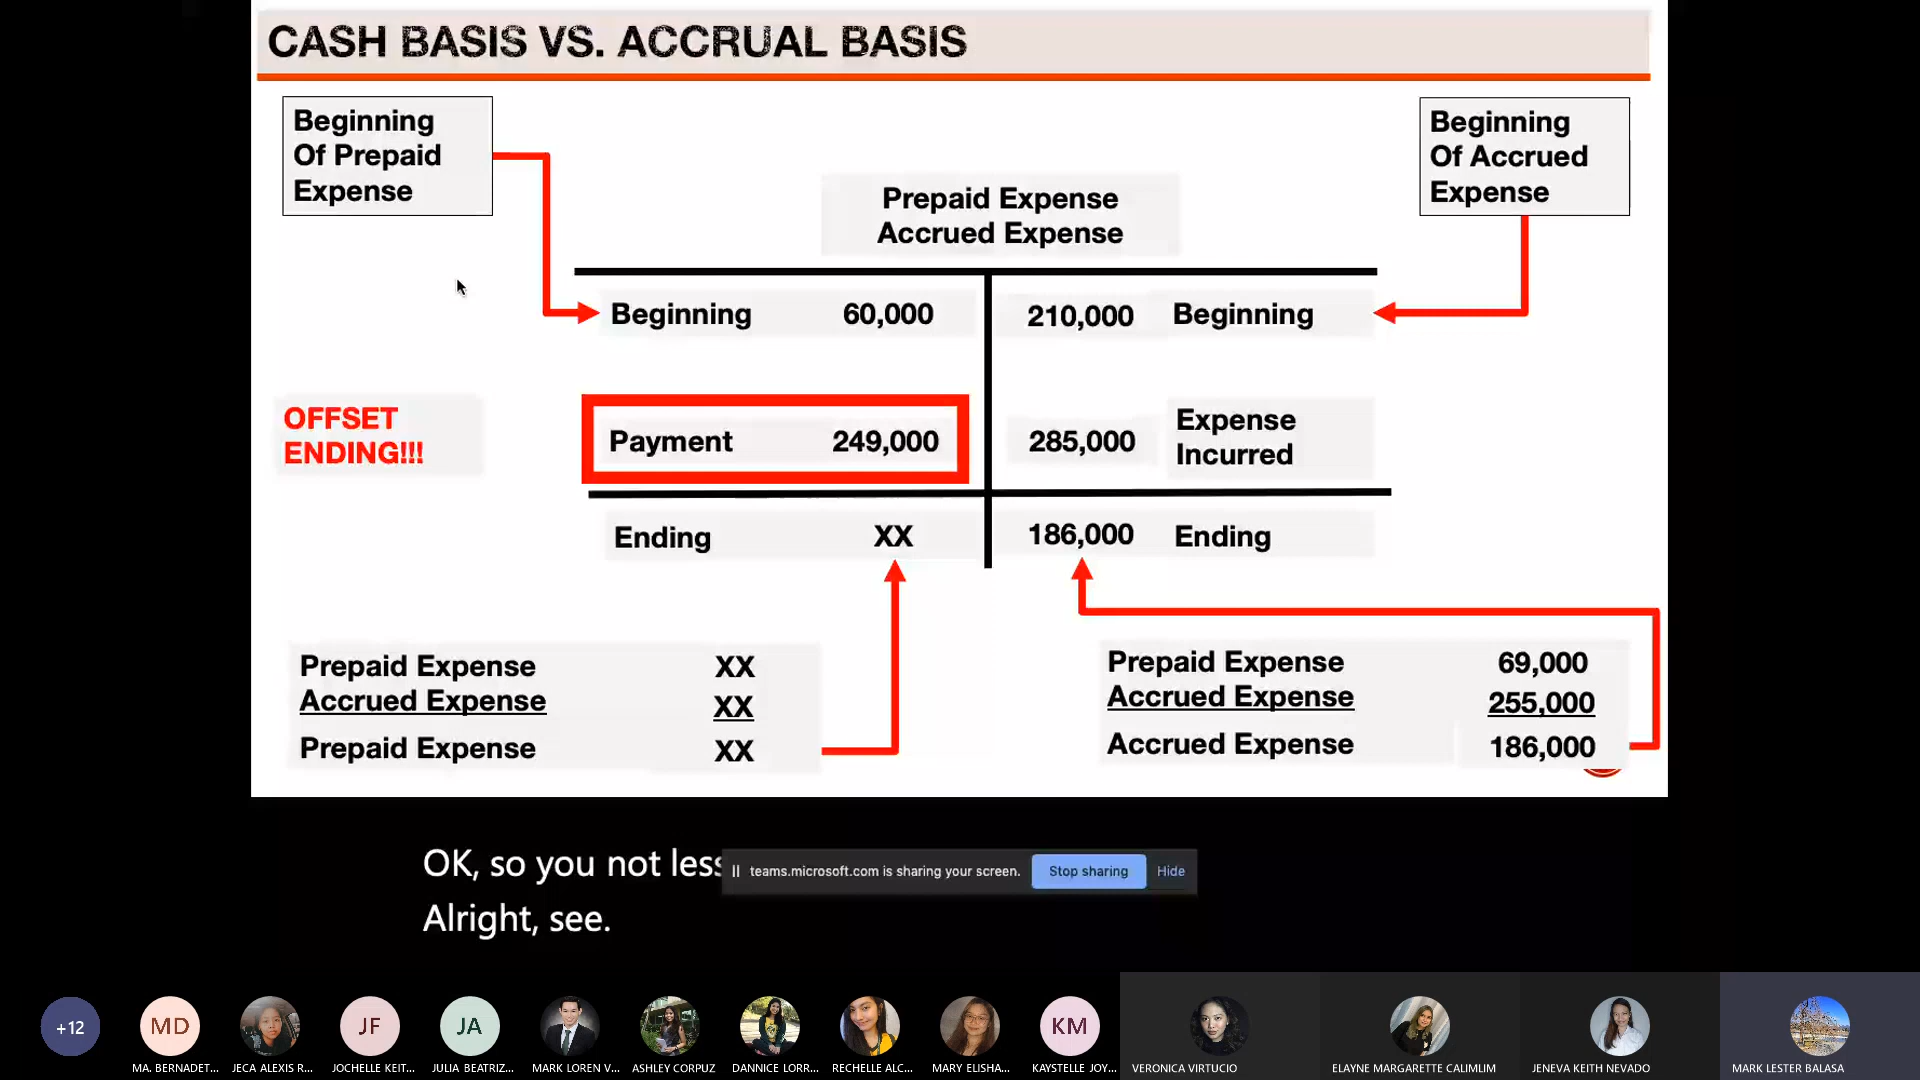 CASH BASIS VS. ACCRUAL BASIS
Beginning
Of Prepaid
Expense
Beginning
Of Accrued
Expense
Prepaid Expense
Accrued Expense
Beginning 60,000 210,000 Beginning
OFFSET
ENDING!!!
Payment 249,000 285,000 Expense
Incurred
Ending XX 186,000 Ending
Prepaid Expense XX
Accrued Expense XX
Prepaid Expense XX
Prepaid Expense 69,000
Accrued Expense 255,000
Accrued Expense 186,000
OK, so you not less
teams.microsoft.com is sharing your screen. Stop sharing Hide
Alright, see.
+12 MD JF JA KM
MA. BERNADET... JECA ALEXIS R... JOCHELLE KEIT... JULIA BEATRIZ... MARK LOREN V... ASHLEY CORPUZ DANNICE LORR... RECHELLE ALC... MARY ELISHA... KAYSTELLE JOY... VERONICA VIRTUCIO ELAYNE MARGARETTE CALIMLIM JENEVA KEITH NEVADO MARK LESTER BALASA